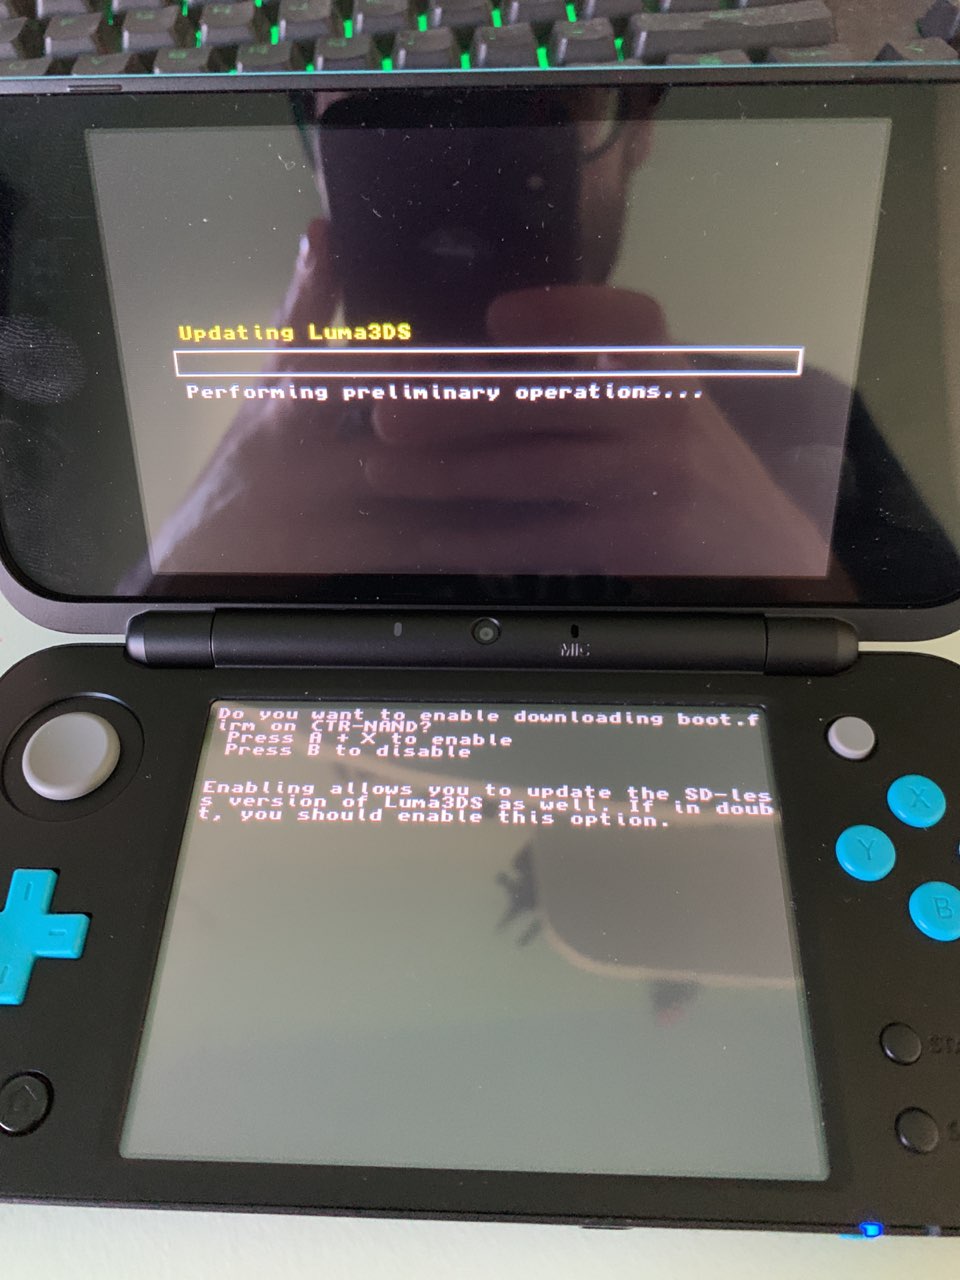 Updating Luma3DS
Performing preliminary operations...
MIC
Do you want to enable downloading boot.f
irm on CTR-NAND?
Press A + X to enable
Press B to disable
Enabling allows you to update the SD-les
s version of Luma3DS as well. If in doub
t, you should enable this option.
X
Y
B
STA